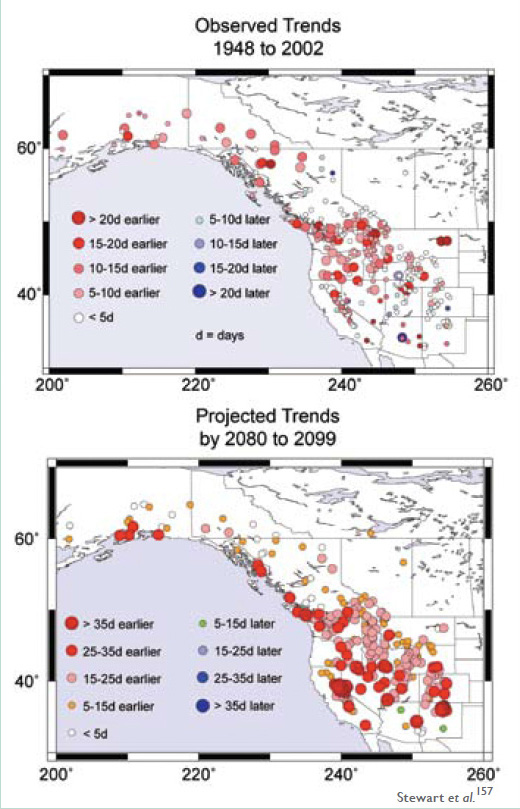 Observed Trends
1948 to 2002
60°
> 20d earlier
5-10d later
15-20d earlier
10-15d later
10-15d earlier
15-20d later
40°
5-10d earlier
> 20d later
< 5d
d = days
200°
220°
240°
260°
Projected Trends
by 2080 to 2099
60°
> 35d earlier
5-15d later
25-35d earlier
15-25d later
15-25d earlier
25-35d later
40°
5-15d earlier
> 35d later
< 5d
200°
220°
240°
260°
Stewart et al.157